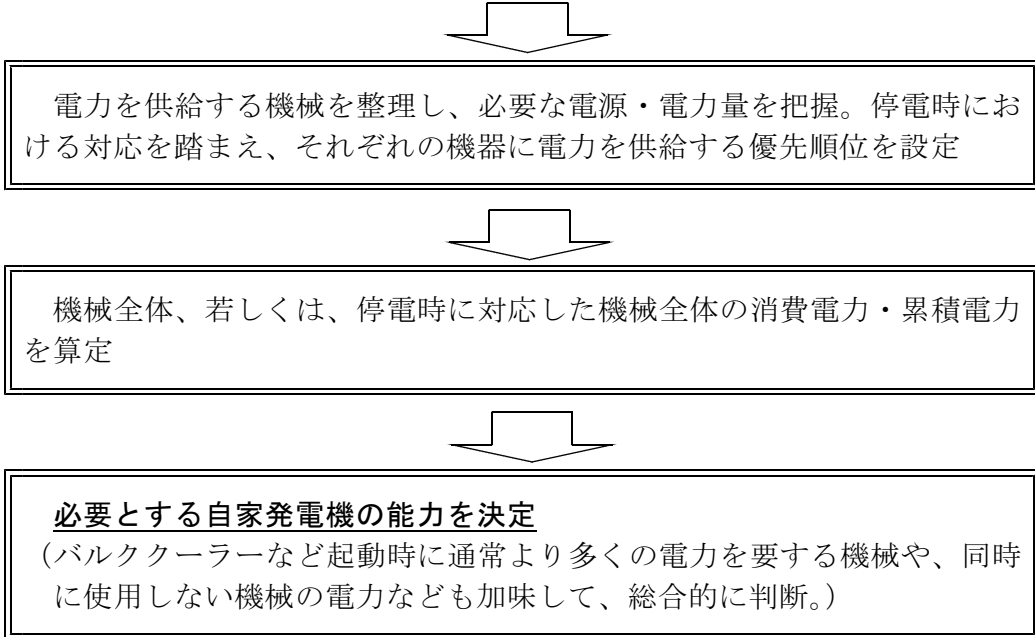 電力を供給する機械を整理し、必要な電源・電力量を把握。停電時にお
ける対応を踏まえ、それぞれの機器に電力を供給する優先順位を設定
機械全体、若しくは、停電時に対応した機械全体の消費電力・累積電力
を算定
必要とする自家発電機の能力を決定
（バルククーラーなど起動時に通常より多くの電力を要する機械や、同時
に使用しない機械の電力なども加味して、総合的に判断。）